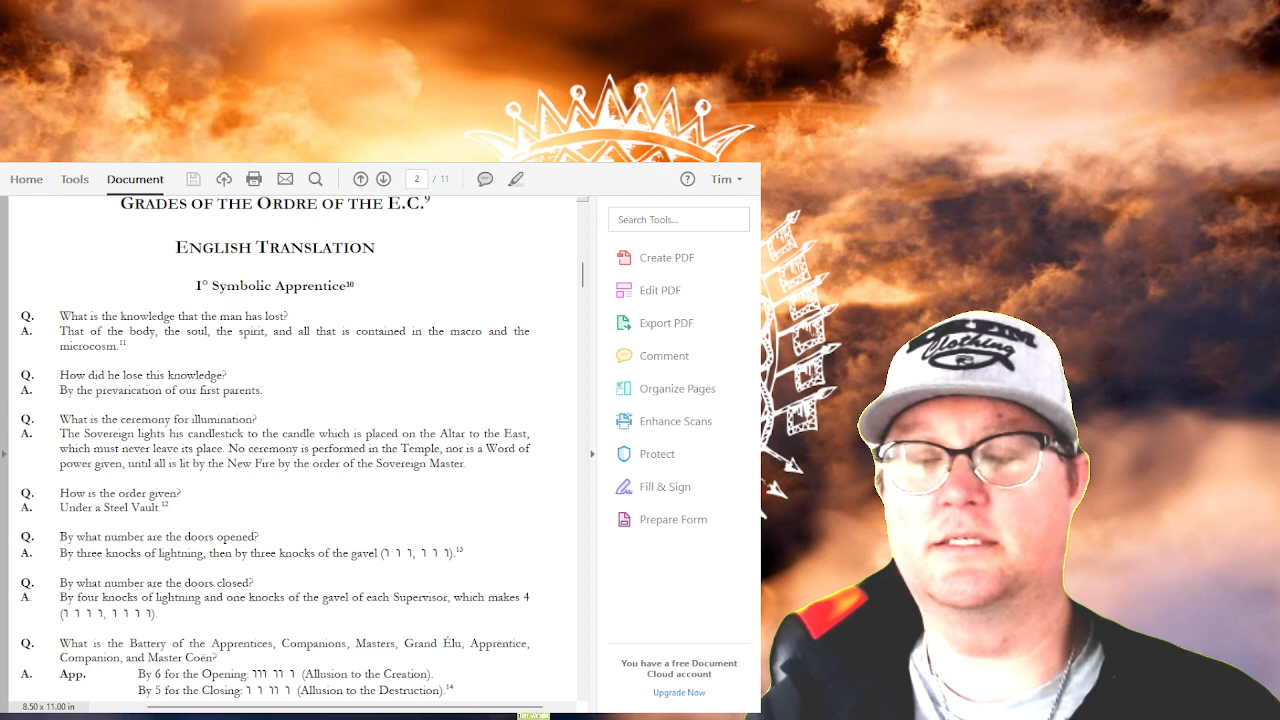 Home Tools Document 2 / 11 Tim
GRADES OF THE ORDRE OF THE E.C.9
ENGLISH TRANSLATION
I° Symbolic Apprentice10
Q. What is the knowledge that the man has lost?
A. That of the body, the soul, the spirit, and all that is contained in the macro and the
microcosm.11
Q. How did he lose this knowledge?
A. By the prevarication of our first parents.
Q. What is the ceremony for illumination?
A. The Sovereign lights his candlestick to the candle which is placed on the Altar to the East,
which must never leave its place. No ceremony is performed in the Temple, nor is a Word of
power given, until all is lit by the New Fire by the order of the Sovereign Master.
Q. How is the order given?
A. Under a Steel Vault.12
Q. By what number are the doors opened?
A. By three knocks of lightning, then by three knocks of the gavel (℩ ℩ ℩, ℩ ℩ ℩).13
Q. By what number are the doors closed?
A. By four knocks of lightning and one knocks of the gavel of each Supervisor, which makes 4
(℩ ℩ ℩ ℩, ℩ ℩ ℩ ℩).
Q. What is the Battery of the Apprentices, Companions, Masters, Grand Élu, Apprentice,
Companion, and Master Coën?
A. App. By 6 for the Opening: ℩℩℩ ℩℩ ℩ (Allusion to the Creation).
By 5 for the Closing: ℩ ℩ ℩℩ ℩ (Allusion to the Destruction).14
8.50 x 11.00 in
Search Tools...
Create PDF
Edit PDF
Export PDF
Comment
Organize Pages
Enhance Scans
Protect
Fill & Sign
Prepare Form
You have a free Document
Cloud account
Upgrade Now
Clothing